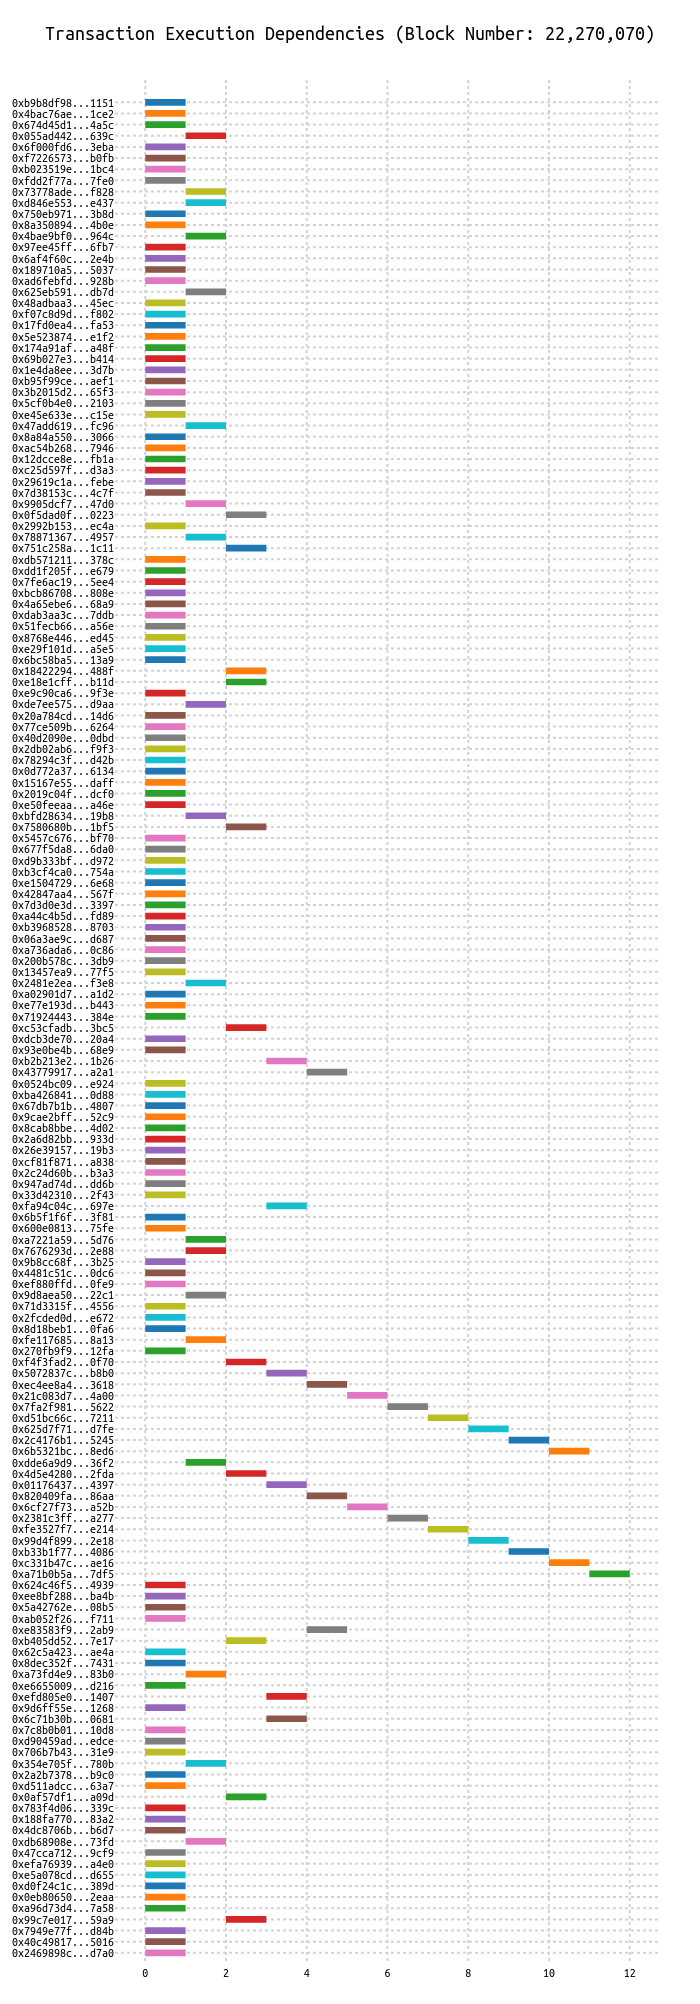 Transaction Execution Dependencies (Block Number: 22,270,070)
0xb9b8df98...1151
0x4bac76ae...1ce2
0x674d45d1...4a5c
0x055ad442...639c
0x6f000fd6...3eba
0xf7226573...b0fb
0xb023519e...1bc4
0xfdd2f77a...7fe0
0x73778ade...f828
0xd846e553...e437
0x750eb971...3b8d
0x8a350894...4b0e
0x4bae9bf0...964c
0x97ee45ff...6fb7
0x6af4f60c...2e4b
0x189710a5...5037
0xad6febfd...928b
0x625eb591...db7d
0x48adbaa3...45ec
0xf07c8d9d...f802
0x17fd0ea4...fa53
0x5e523874...e1f2
0x174a91af...a48f
0x69b027e3...b414
0x1e4da8ee...3d7b
0xb95f99ce...aef1
0x3b2015d2...65f3
0x5cf0b4e0...2103
0xe45e633e...c15e
0x47add619...fc96
0x8a84a550...3066
0xac54b268...7946
0x12dcce8e...fb1a
0xc25d597f...d3a3
0x29619c1a...febe
0x7d38153c...4c7f
0x9905dcf7...47d0
0x0f5dad0f...0223
0x2992b153...ec4a
0x78871367...4957
0x751c258a...1c11
0xdb571211...378c
0xdd1f205f...e679
0x7fe6ac19...5ee4
0xbcb86708...808e
0x4a65ebe6...68a9
0xdab3aa3c...7ddb
0x51fecb66...a56e
0x8768e446...ed45
0xe29f101d...a5e5
0x6bc58ba5...13a9
0x18422294...488f
0xe18e1cff...b11d
0xe9c90ca6...9f3e
0xde7ee575...d9aa
0x20a784cd...14d6
0x77ce509b...6264
0x40d2090e...0dbd
0x2db02ab6...f9f3
0x78294c3f...d42b
0x0d772a37...6134
0x15167e55...daff
0x2019c04f...dcf0
0xe50feeaa...a46e
0xbfd28634...19b8
0x7580680b...1bf5
0x5457c676...bf70
0x677f5da8...6da0
0xd9b333bf...d972
0xb3cf4ca0...754a
0xe1504729...6e68
0x42847aa4...567f
0x7d3d0e3d...3397
0xa44c4b5d...fd89
0xb3968528...8703
0x06a3ae9c...d687
0xa736ada6...0c86
0x200b578c...3db9
0x13457ea9...77f5
0x2481e2ea...f3e8
0xa02901d7...a1d2
0xe77e193d...b443
0x71924443...384e
0xc53cfadb...3bc5
0xdcb3de70...20a4
0x93e0be4b...68e9
0xb2b213e2...1b26
0x43779917...a2a1
0x0524bc09...e924
0xba426841...0d88
0x67db7b1b...4807
0x9cae2bff...52c9
0x8cab8bbe...4d02
0x2a6d82bb...933d
0x26e39157...19b3
0xcf81f871...a838
0x2c24d60b...b3a3
0x947ad74d...dd6b
0x33d42310...2f43
0xfa94c04c...697e
0x6b5f1f6f...3f81
0x600e0813...75fe
0xa7221a59...5d76
0x7676293d...2e88
0x9b8cc68f...3b25
0x4481c51c...0dc6
0xef880ffd...0fe9
0x9d8aea50...22c1
0x71d3315f...4556
0x2fcded0d...e672
0x8d18beb1...0fa6
0xfe117685...8a13
0x270fb9f9...12fa
0xf4f3fad2...0f70
0x5072837c...b8b0
0xec4ee8a4...3618
0x21c083d7...4a00
0x7fa2f981...5622
0xd51bc66c...7211
0x625d7f71...d7fe
0x2c4176b1...5245
0x6b5321bc...8ed6
0xdde6a9d9...36f2
0x4d5e4280...2fda
0x01176437...4397
0x820409fa...86aa
0x6cf27f73...a52b
0x2381c3ff...a277
0xfe3527f7...e214
0x99d4f899...2e18
0xb33b1f77...4086
0xc331b47c...ae16
0xa71b0b5a...7df5
0x624c46f5...4939
0xee8bf288...ba4b
0x5a42762e...08b5
0xab052f26...f711
0xe83583f9...2ab9
0xb405dd52...7e17
0x62c5a423...ae4a
0x8dec352f...7431
0xa73fd4e9...83b0
0xe6655009...d216
0xefd805e0...1407
0x9d6ff55e...1268
0x6c71b30b...0681
0x7c8b0b01...10d8
0xd90459ad...edce
0x706b7b43...31e9
0x354e705f...780b
0x2a2b7378...b9c0
0xd511adcc...63a7
0x0af57df1...a09d
0x783f4d06...339c
0x188fa770...83a2
0x4dc8706b...b6d7
0xdb68908e...73fd
0x47cca712...9cf9
0xefa76939...a4e0
0xe5a078cd...d655
0xd0f24c1c...389d
0x0eb80650...2eaa
0xa96d73d4...7a58
0x99c7e017...59a9
0x7949e77f...d84b
0x40c49817...5016
0x2469898c...d7a0
0 2 4 6 8 10 12